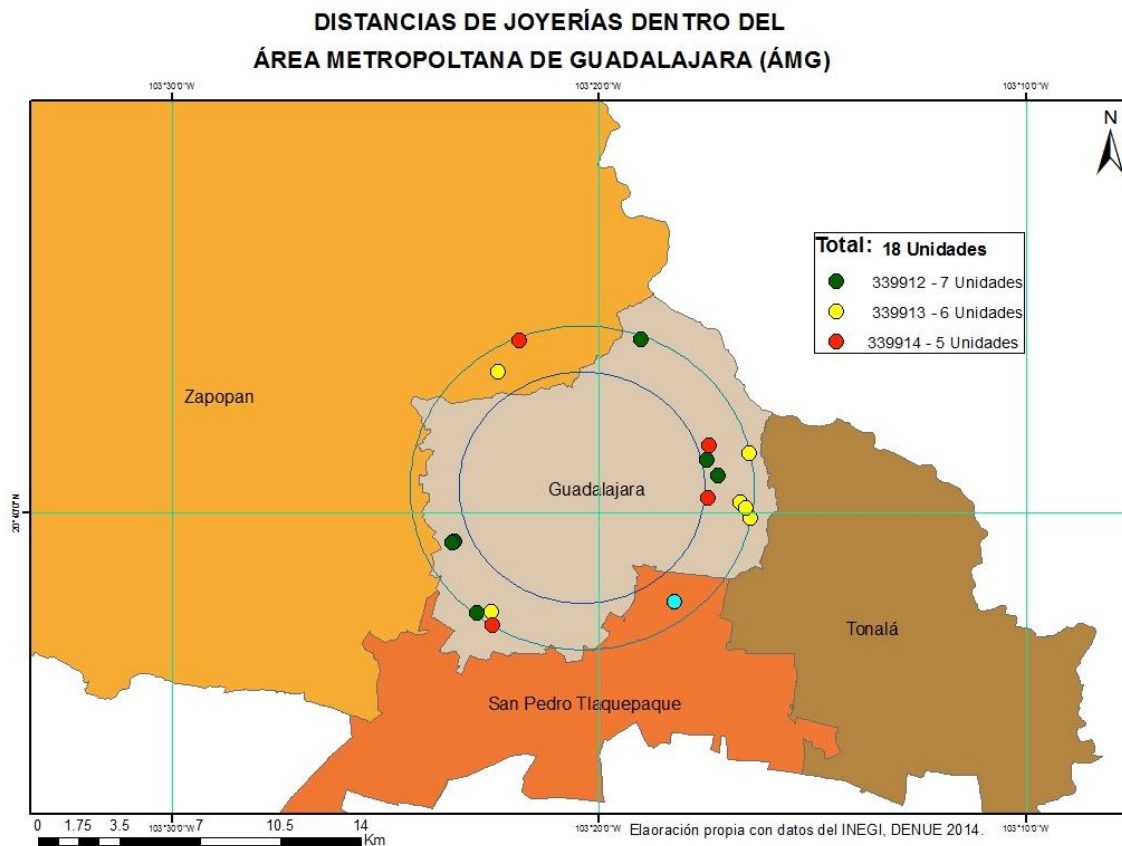 DISTANCIAS DE JOYERÍAS DENTRO DEL
ÁREA METROPOLTANA DE GUADALAJARA (ÁMG)
103°30'0"W
103°20'0"W
103°10'0"W
N
Total: 18 Unidades
339912 - 7 Unidades
339913 - 6 Unidades
339914 - 5 Unidades
Zapopan
Guadalajara
20°40'0"N
Tonalá
San Pedro Tlaquepaque
0 1.75 3.5 7 10.5 14
Km
103°30'0"W
103°20'0"W
103°10'0"W
Elaoración propia con datos del INEGI, DENUE 2014.